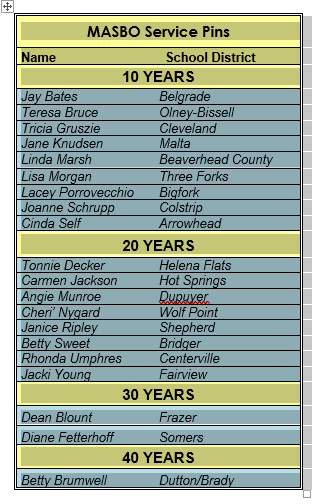 MASBO Service Pins
Name School District
10 YEARS
Jay Bates Belgrade
Teresa Bruce Olney-Bissell
Tricia Gruszie Cleveland
Jane Knudsen Malta
Linda Marsh Beaverhead County
Lisa Morgan Three Forks
Lacey Porrovecchio Bigfork
Joanne Schrupp Colstrip
Cinda Self Arrowhead
20 YEARS
Tonnie Decker Helena Flats
Carmen Jackson Hot Springs
Angie Munroe Dupuyer
Cheri' Nygard Wolf Point
Janice Ripley Shepherd
Betty Sweet Bridger
Rhonda Umphres Centerville
Jacki Young Fairview
30 YEARS
Dean Blount Frazer
Diane Fetterhoff Somers
40 YEARS
Betty Brumwell Dutton/Brady